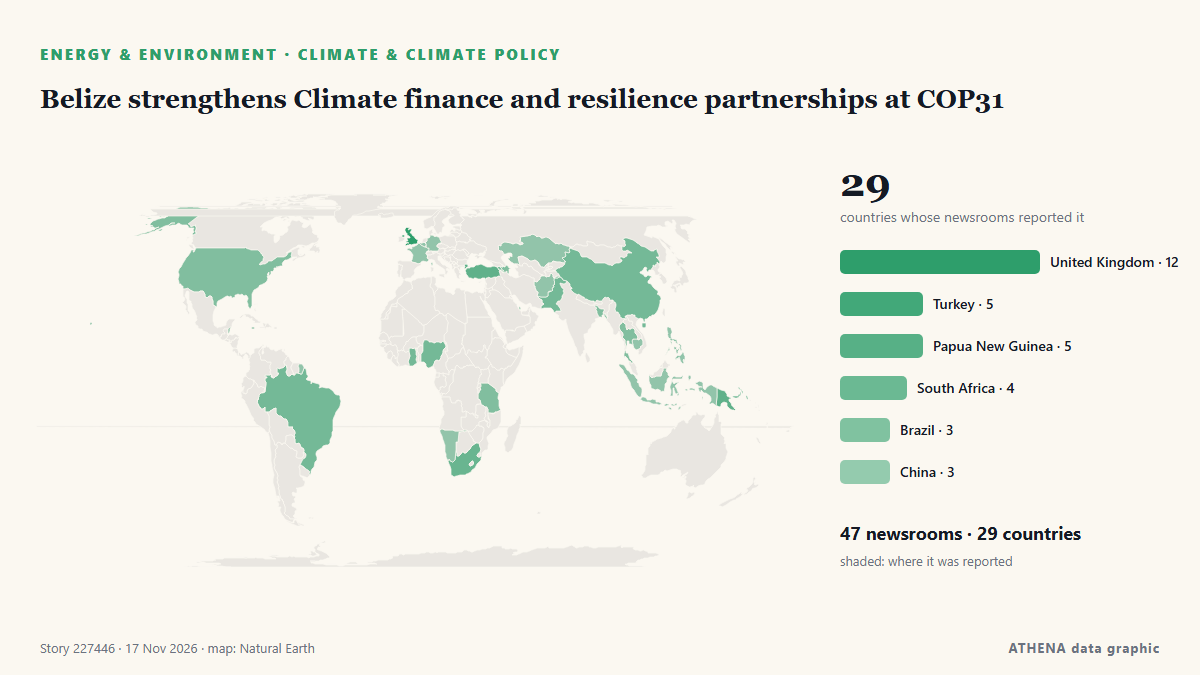 ENERGY & ENVIRONMENT · CLIMATE & CLIMATE POLICY
Belize strengthens Climate finance and resilience partnerships at COP31
29
countries whose newsrooms reported it
United Kingdom · 12
Turkey · 5
Papua New Guinea · 5
South Africa · 4
Brazil · 3
China · 3
47 newsrooms · 29 countries
shaded: where it was reported
Story 227446 · 17 Nov 2026 · map: Natural Earth
ATHENA data graphic